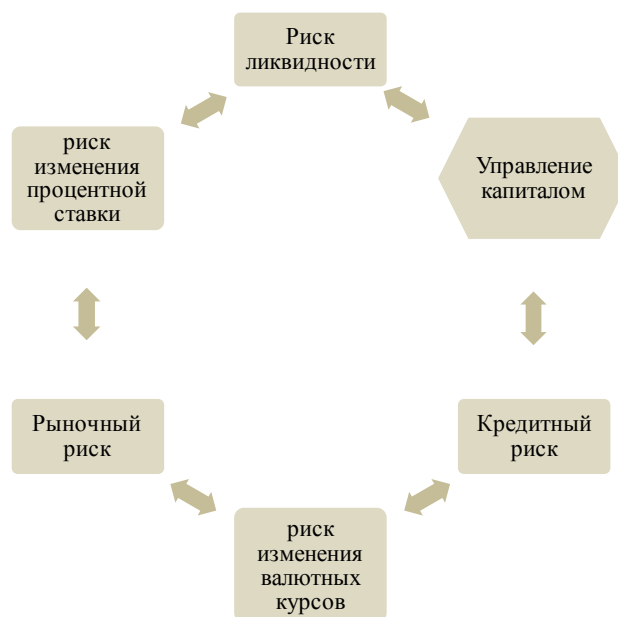 Риск
ликвидности
Управление
капиталом
Кредитный
риск
риск
изменения
валютных
курсов
Рыночный
риск
риск
изменения
процентной
ставки